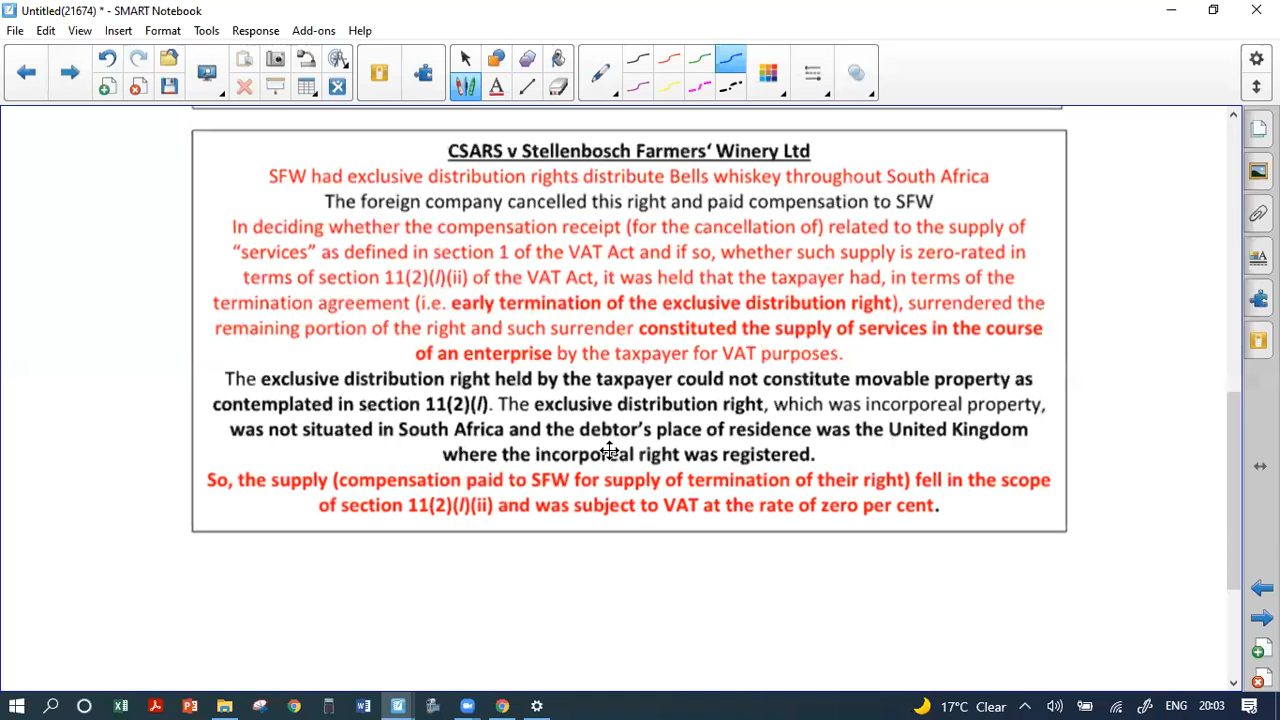 Untitled(21674) * - SMART Notebook
File Edit View Insert Format Tools Response Add-ons Help
CSARS v Stellenbosch Farmers‘ Winery Ltd
SFW had exclusive distribution rights distribute Bells whiskey throughout South Africa
The foreign company cancelled this right and paid compensation to SFW
In deciding whether the compensation receipt (for the cancellation of) related to the supply of
“services” as defined in section 1 of the VAT Act and if so, whether such supply is zero-rated in
terms of section 11(2)(l)(ii) of the VAT Act, it was held that the taxpayer had, in terms of the
termination agreement (i.e. early termination of the exclusive distribution right), surrendered the
remaining portion of the right and such surrender constituted the supply of services in the course
of an enterprise by the taxpayer for VAT purposes.
The exclusive distribution right held by the taxpayer could not constitute movable property as
contemplated in section 11(2)(l). The exclusive distribution right, which was incorporeal property,
was not situated in South Africa and the debtor’s place of residence was the United Kingdom
where the incorporeal right was registered.
So, the supply (compensation paid to SFW for supply of termination of their right) fell in the scope
of section 11(2)(l)(ii) and was subject to VAT at the rate of zero per cent.
17°C Clear ENG 20:03